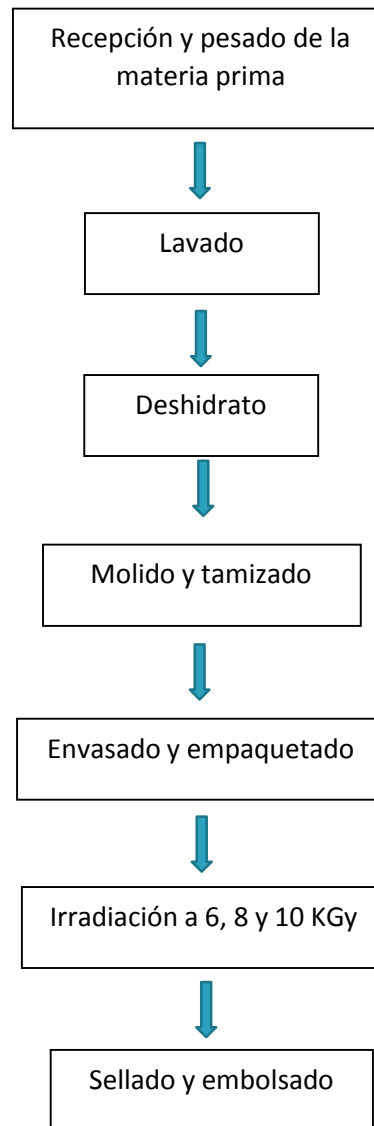 Recepción y pesado de la
materia prima
Lavado
Deshidrato
Molido y tamizado
Envasado y empaquetado
Irradiación a 6, 8 y 10 KGy
Sellado y embolsado